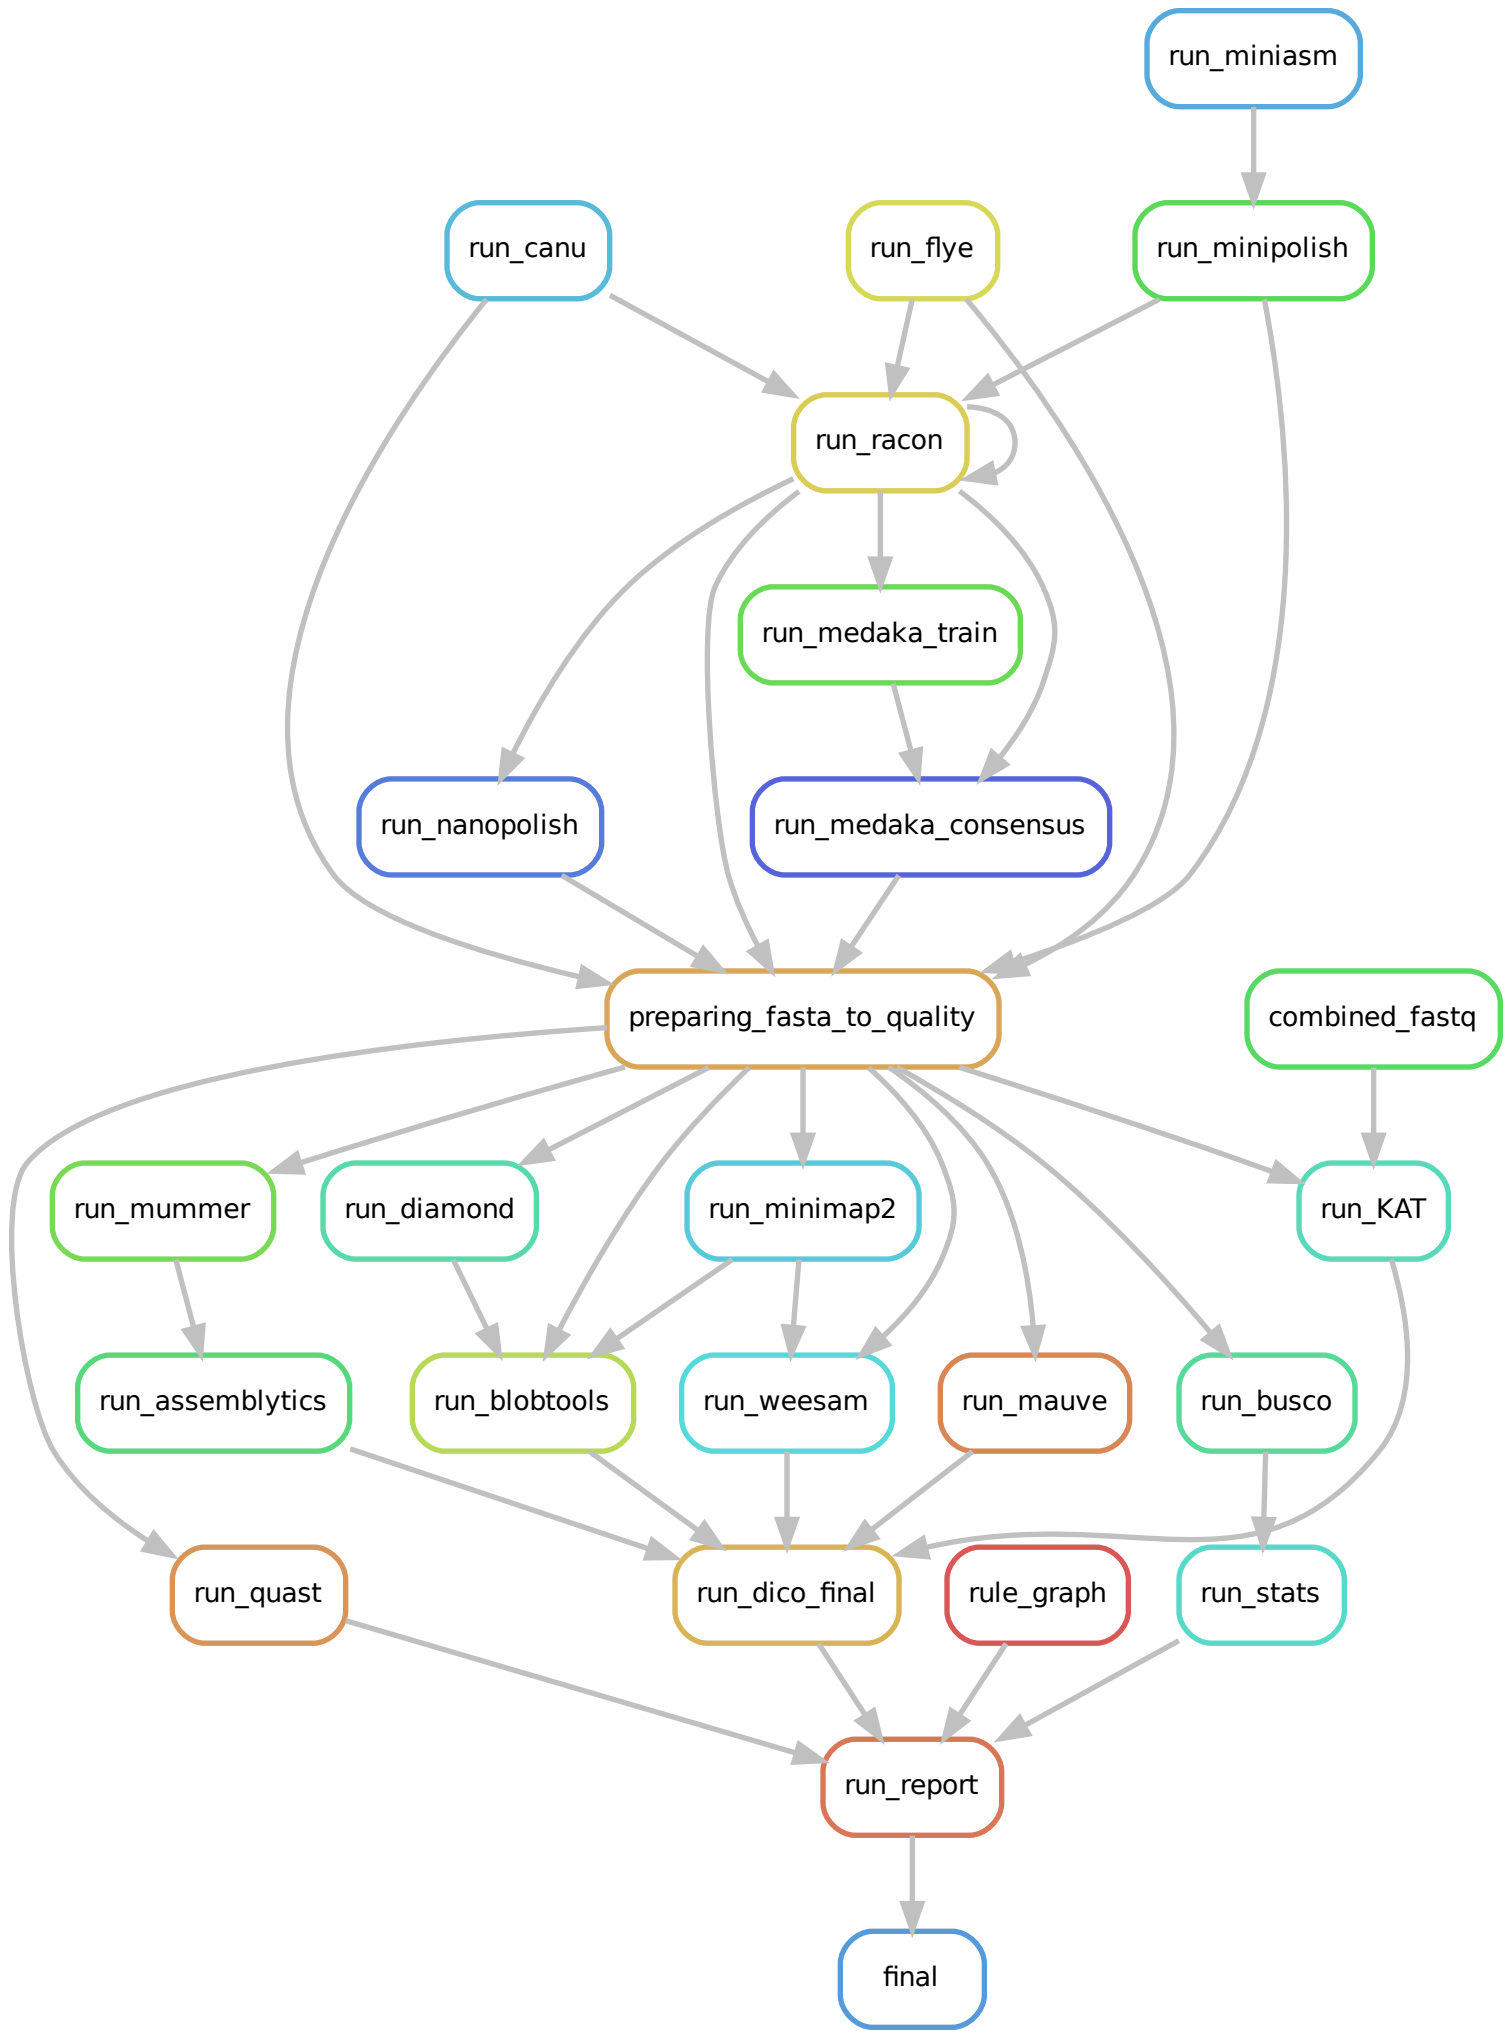 run_miniasm
run_canu
run_flye
run_minipolish
run_racon
run_medaka_train
run_nanopolish
run_medaka_consensus
preparing_fasta_to_quality
combined_fastq
run_mummer
run_diamond
run_minimap2
run_KAT
run_assemblytics
run_blobtools
run_weesam
run_mauve
run_busco
run_quast
run_dico_final
rule_graph
run_stats
run_report
final